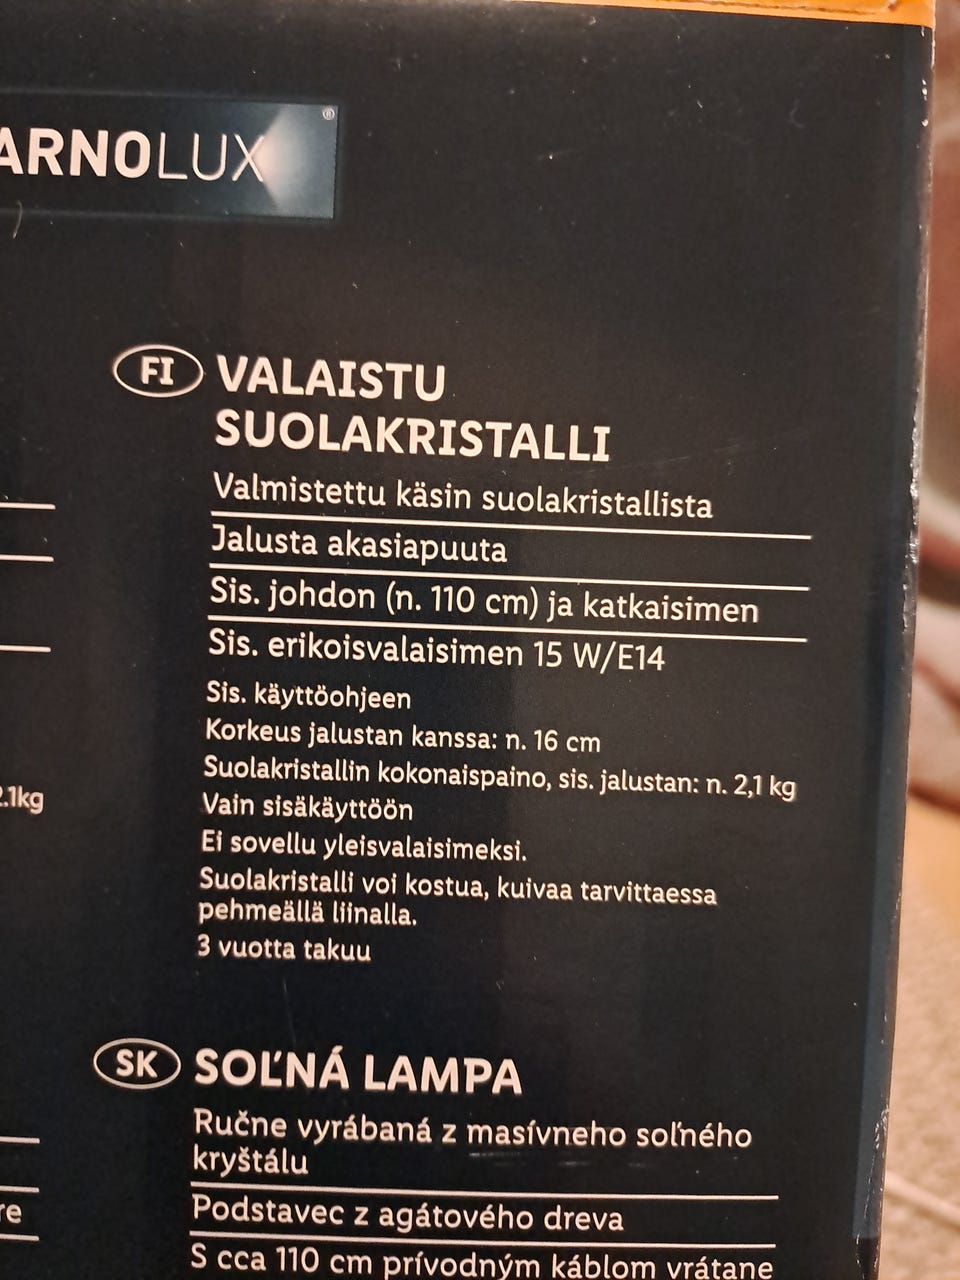 ARNOLUX®
FI VALAISTU
SUOLAKRISTALLI
Valmistettu käsin suolakristallista
Jalusta akasiapuuta
Sis. johdon (n. 110 cm) ja katkaisimen
Sis. erikoisvalaisimen 15 W/E14
Sis. käyttöohjeen
Korkeus jalustan kanssa: n. 16 cm
Suolakristallin kokonaispaino, sis. jalustan: n. 2,1 kg
2.1kg
Vain sisäkäyttöön
Ei sovellu yleisvalaisimeksi.
Suolakristalli voi kostua, kuivaa tarvittaessa
pehmeällä liinalla.
3 vuotta takuu
SK SOĽNÁ LAMPA
Ručne vyrábaná z masívneho soľného
kryštálu
Podstavec z agátového dreva
re
S cca 110 cm prívodným káblom vrátane